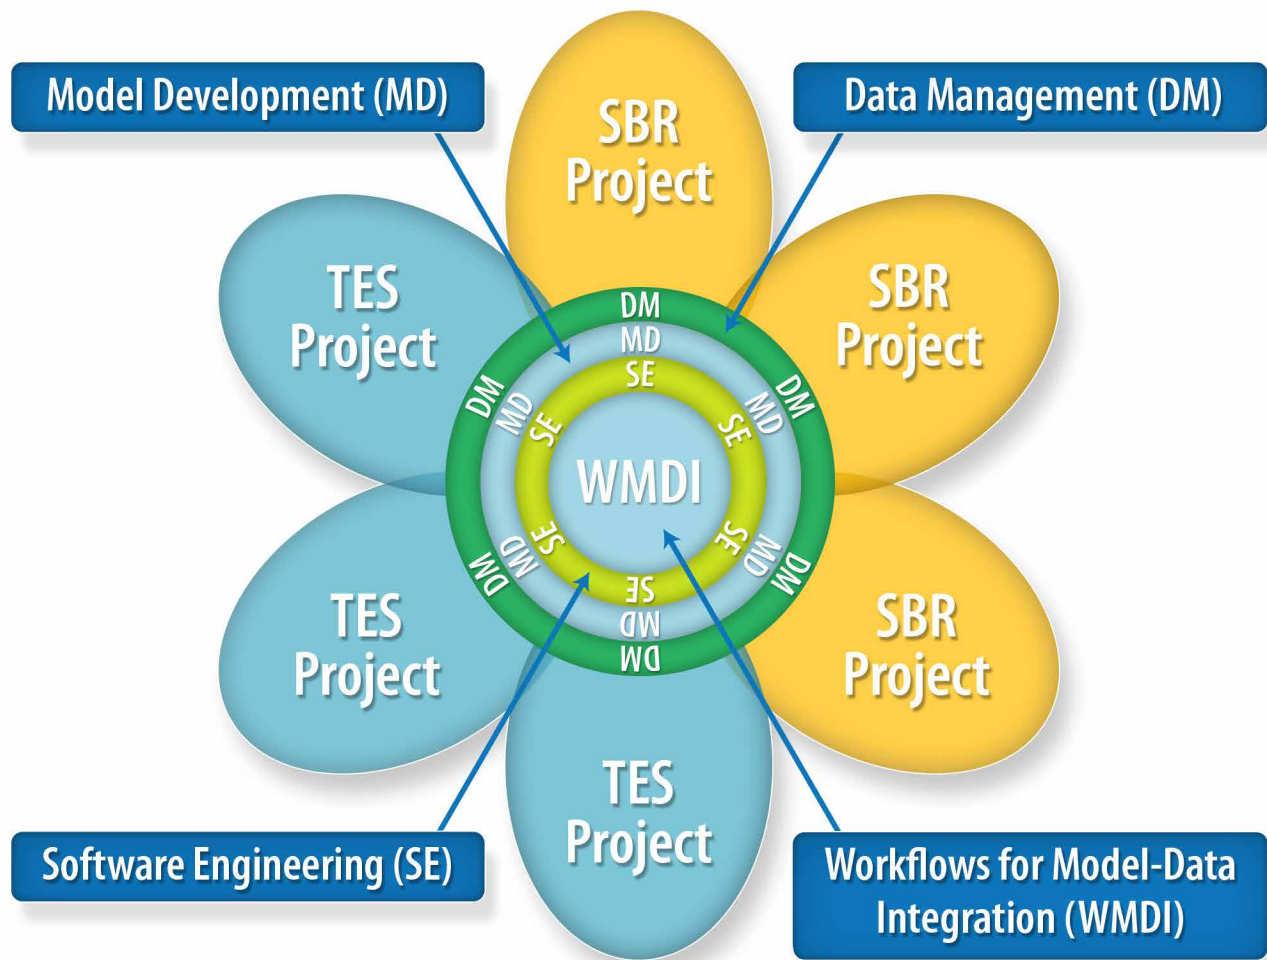 Model Development (MD)
Data Management (DM)
SBR
Project
TES
Project
SBR
Project
DM
MD
SE
DM
MD
SE
DM
MD
SE
WMDI
DM
MD
SE
DM
MD
SE
SE
MD
DM
TES
Project
SBR
Project
TES
Project
Software Engineering (SE)
Workflows for Model-Data
Integration (WMDI)